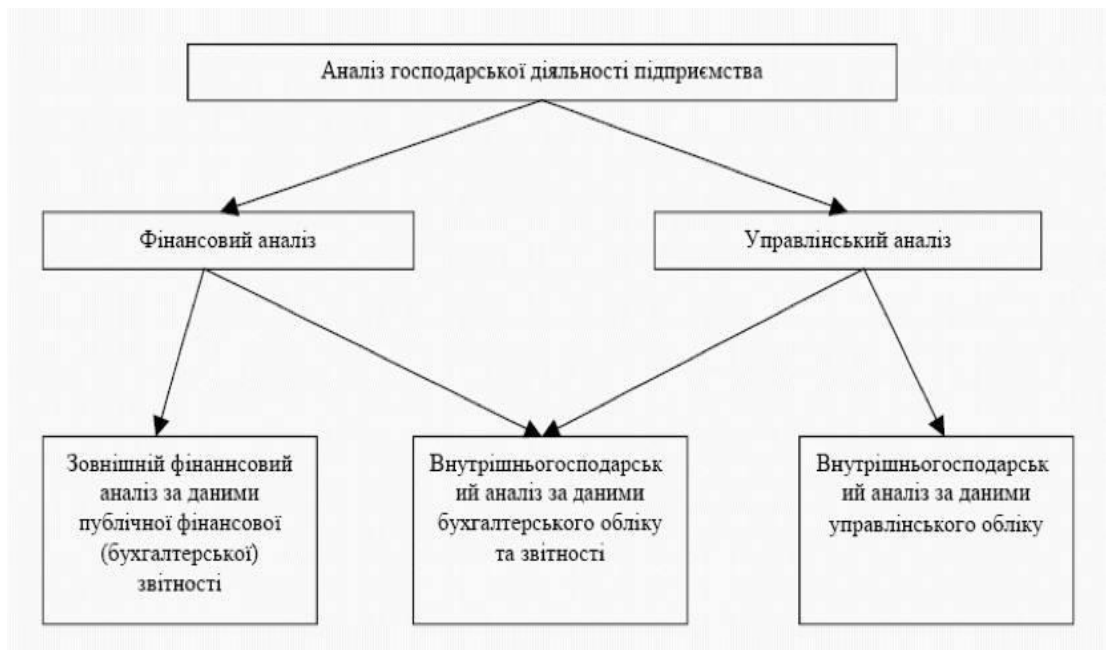 Аналіз господарської діяльності підприємства
Фінансовий аналіз
Управлінський аналіз
Зовнішній фінаннсовий
аналіз за даними
публічної фінансової
(бухгалтерської)
звітності
Внутрішньогосподарськ
ий аналіз за даними
бухгалтерського обліку
та звітності
Внутрішньогосподарськ
ий аналіз за даними
управлінського обліку